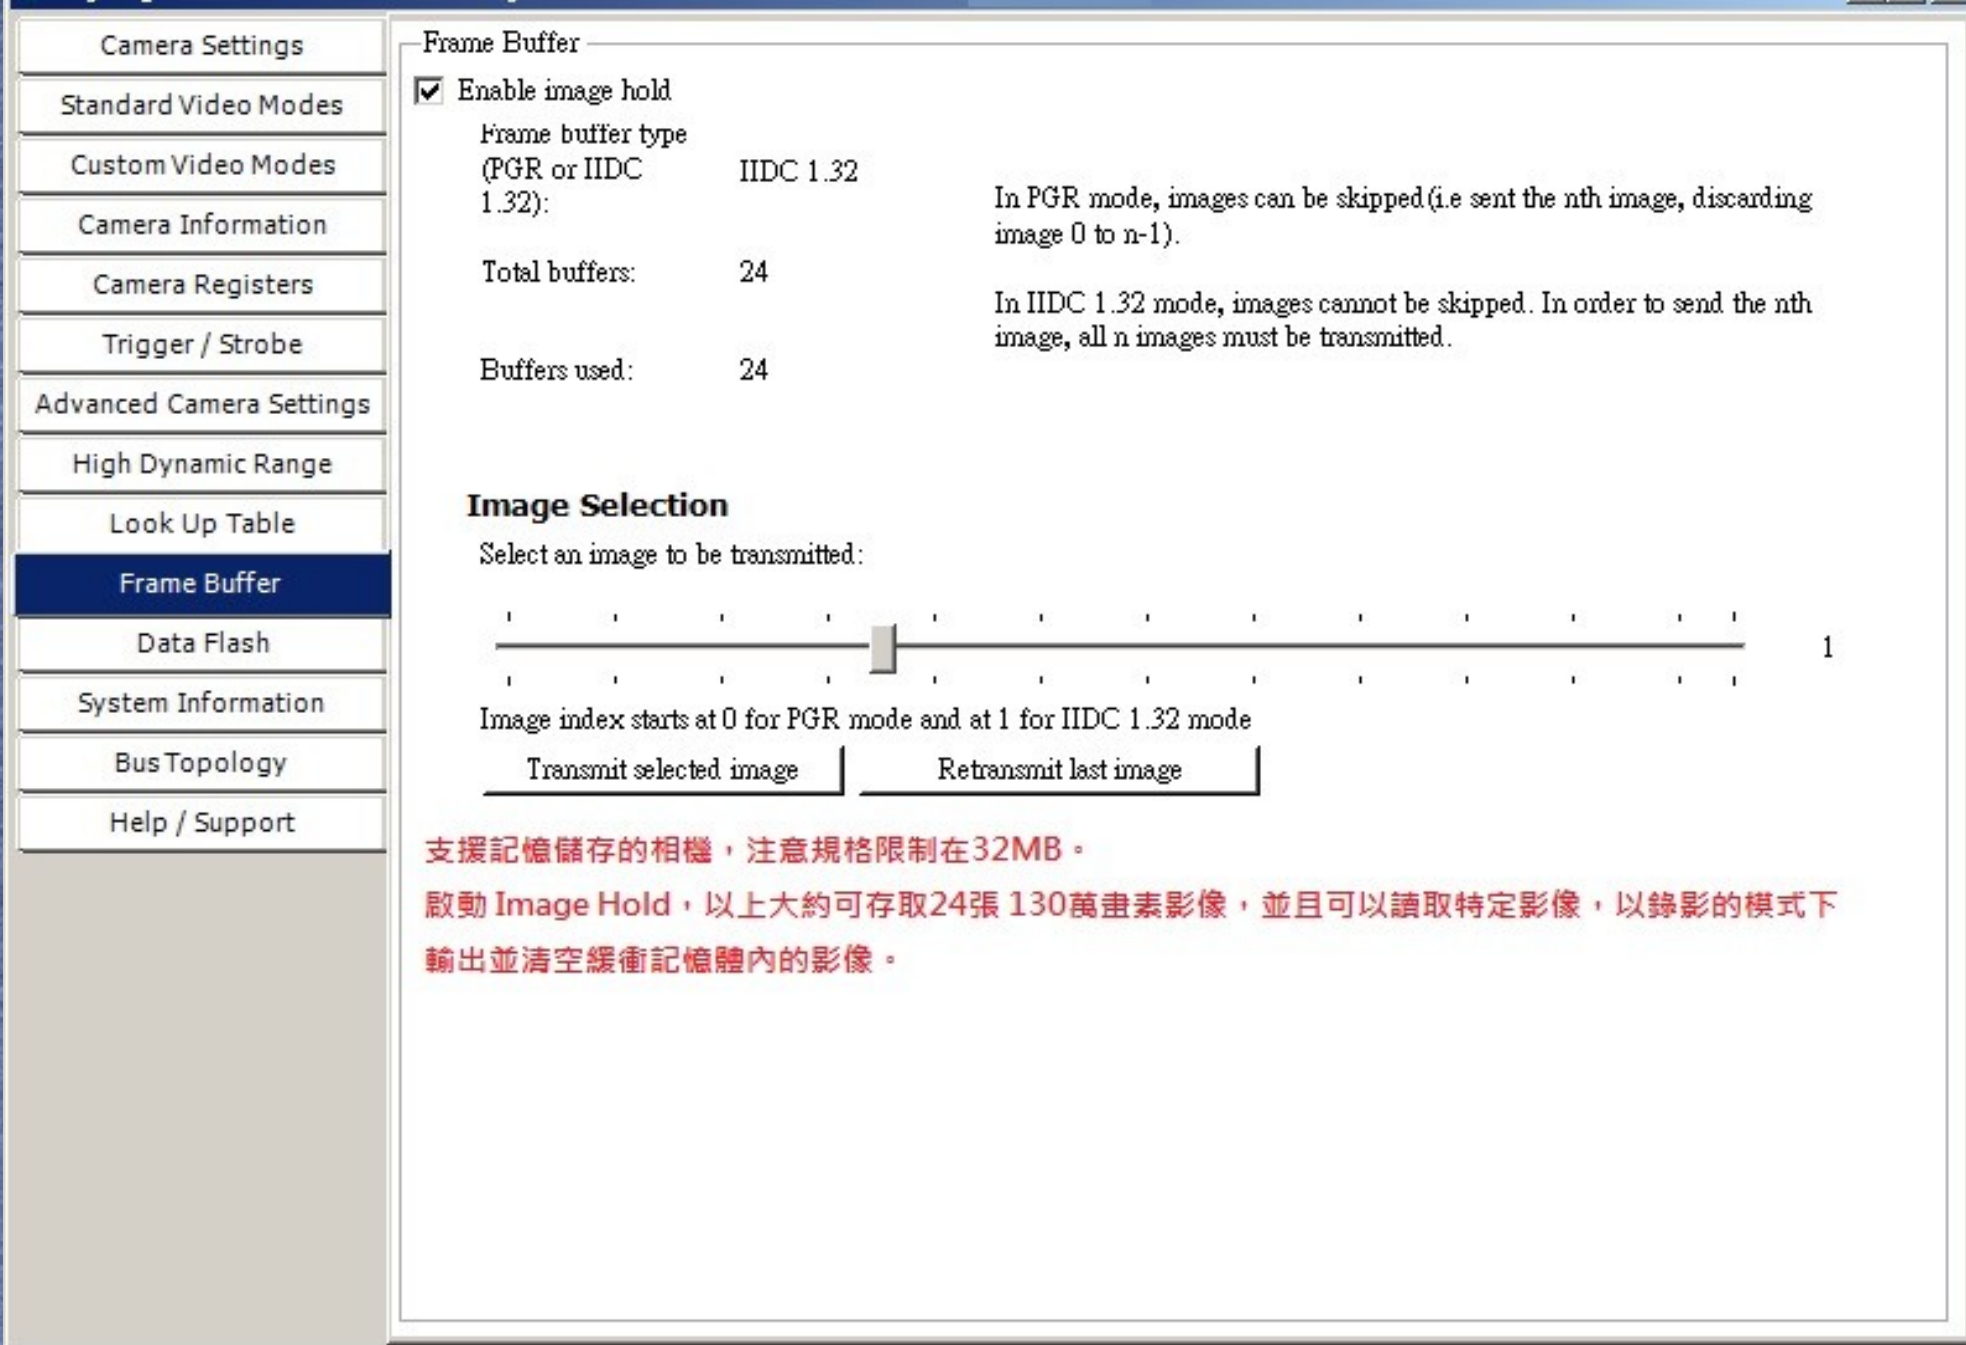 Camera Settings
Standard Video Modes
Custom Video Modes
Camera Information
Camera Registers
Trigger / Strobe
Advanced Camera Settings
High Dynamic Range
Look Up Table
Frame Buffer
Data Flash
System Information
Bus Topology
Help / Support
Frame Buffer
Enable image hold
Frame buffer type
(PGR or IIDC
1.32):
IIDC 1.32
Total buffers:
24
Buffers used:
24
In PGR mode, images can be skipped(i.e sent the nth image, discarding
image 0 to n-1).
In IIDC 1.32 mode, images cannot be skipped. In order to send the nth
image, all n images must be transmitted.
Image Selection
Select an image to be transmitted:
1
Image index starts at 0 for PGR mode and at 1 for IIDC 1.32 mode
Transmit selected image
Retransmit last image
支援記憶儲存的相機，注意規格限制在32MB。
啟動 Image Hold，以上大約可存取24張 130萬畫素影像，並且可以讀取特定影像，以錄影的模式下
輸出並清空緩衝記憶體內的影像。